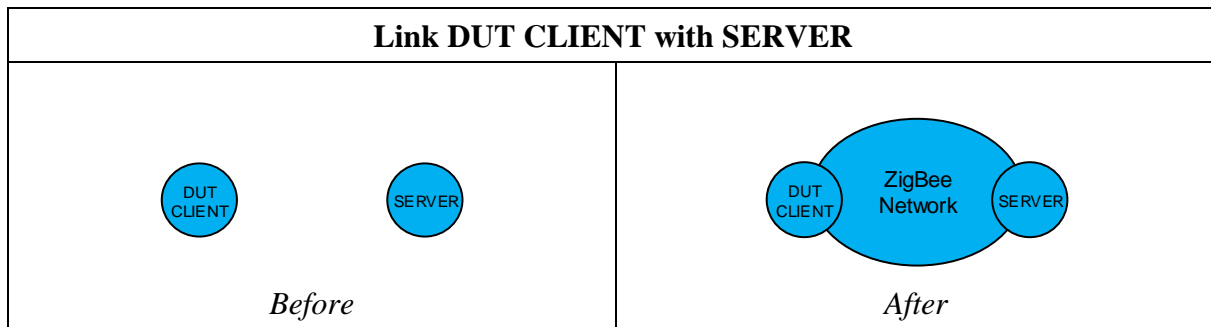 Link DUT CLIENT with SERVER
DUT
CLIENT
SERVER
Before
DUT
CLIENT
ZigBee
Network
SERVER
After